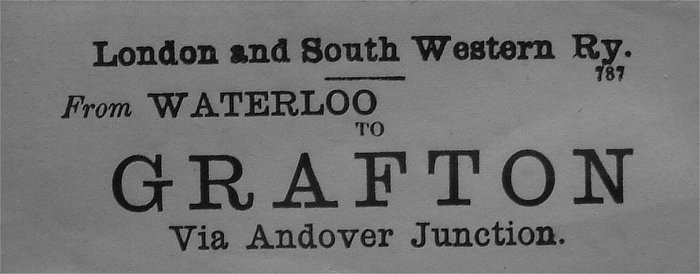 London and South Western Ry.
787
From WATERLOO
TO
GRAFTON
Via Andover Junction.